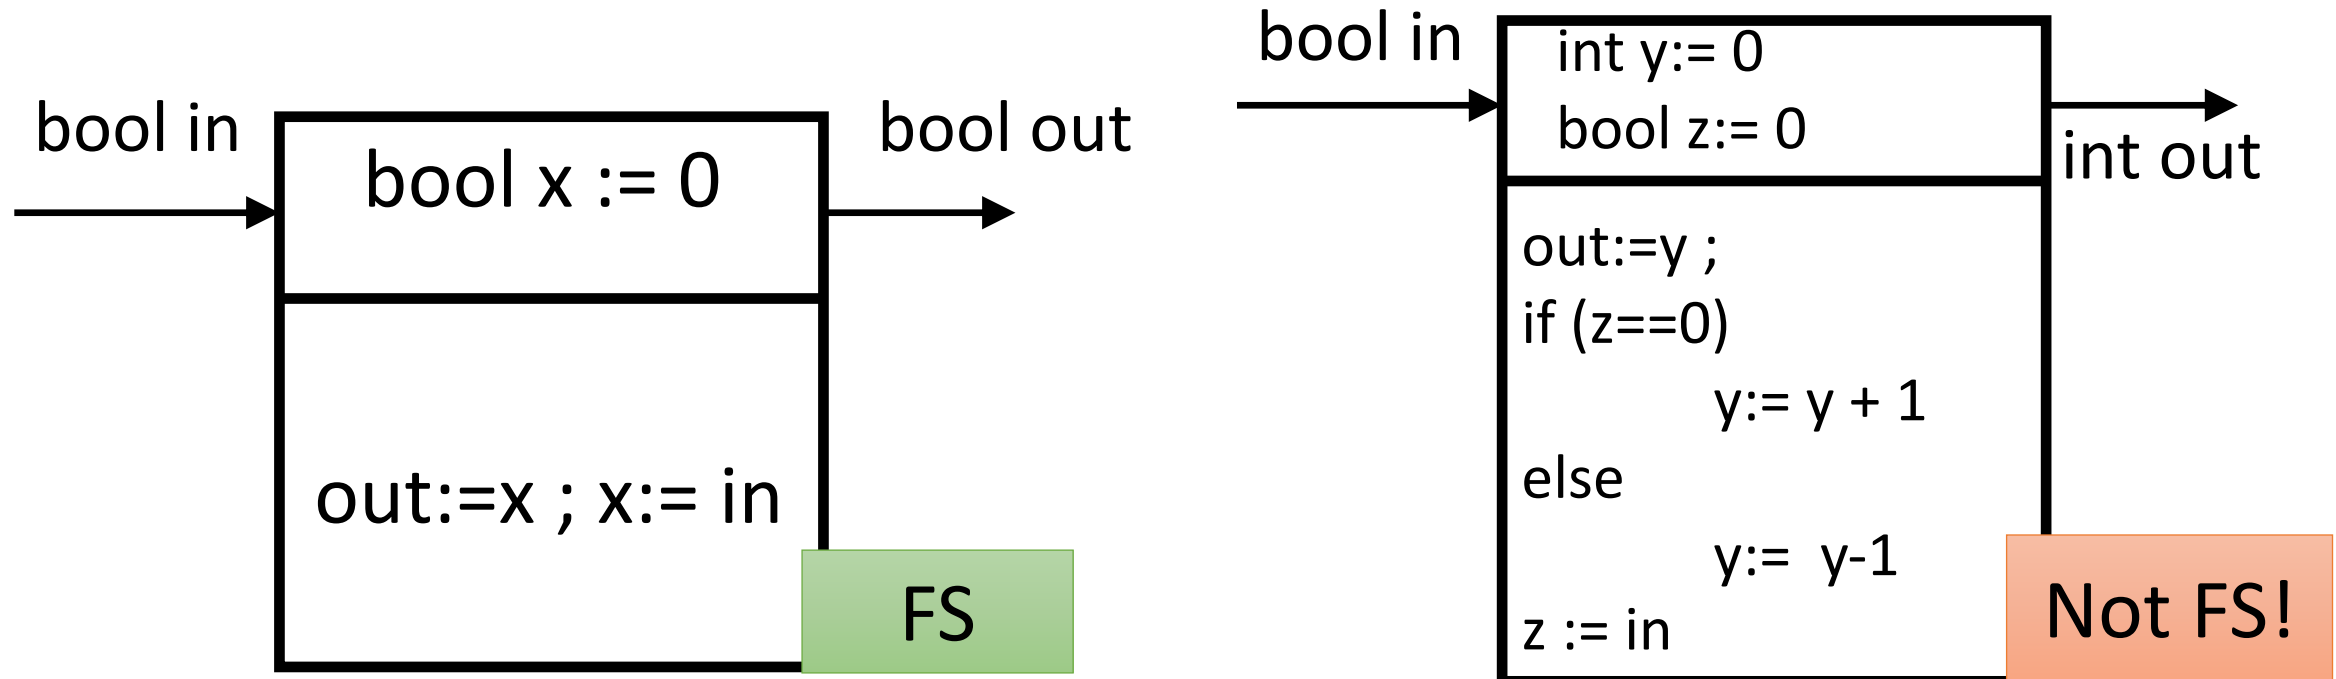 bool in
bool x := 0
bool out
out:=x ; x:= in
FS
bool in
int y:= 0
bool z:= 0
int out
out:=y ;
if (z==0)
y:= y + 1
else
y:=  y-1
z := in
Not FS!